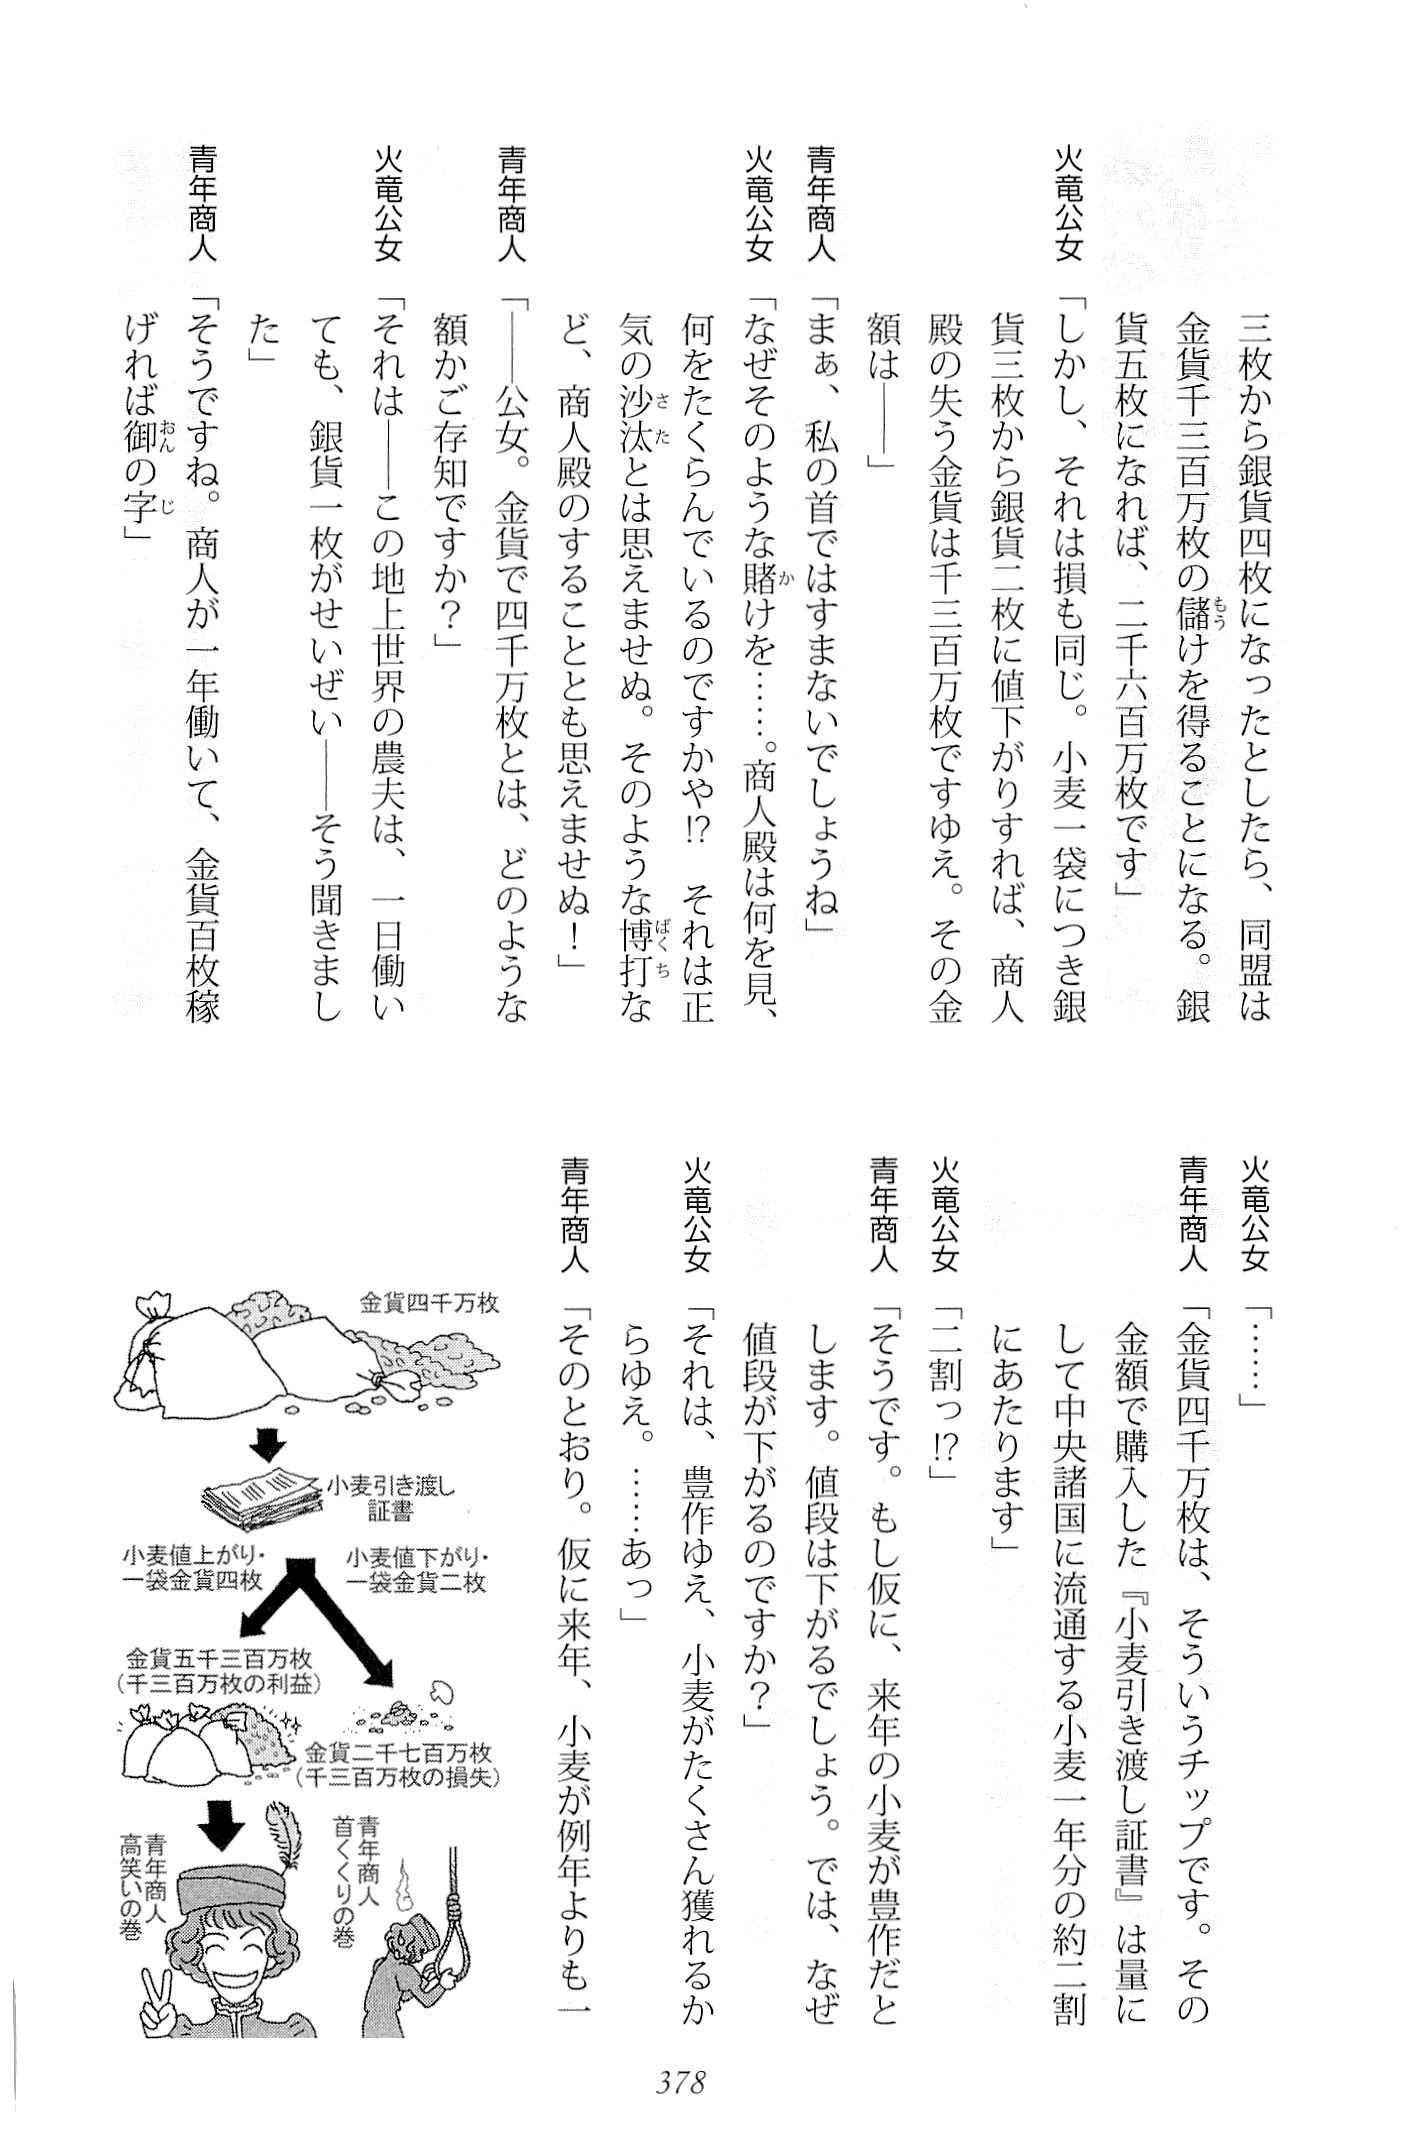 三枚から銀貨四枚になったとしたら、同盟は
金貨千三百万枚の儲けを得ることになる。銀
貨五枚になれば、二千六百万枚です」
火竜公女「しかし、それは損も同じ。小麦一袋につき銀
貨三枚から銀貨二枚に値下がりすれば、商人
殿の失う金貨は千三百万枚ですゆえ。その金
額は――」
青年商人「まぁ、私の首ではすまないでしょうね」
火竜公女「なぜそのような賭けを……。商人殿は何を見、
何をたくらんでいるのですかや!?　それは正
気の沙汰とは思えませぬ。そのような博打な
ど、商人殿のすることとも思えませぬ！」
青年商人「――公女。金貨で四千万枚とは、どのような
額かご存知ですか？」
火竜公女「それは――この地上世界の農夫は、一日働い
ても、銀貨一枚がせいぜい――そう聞きまし
た」
青年商人「そうですね。商人が一年働いて、金貨百枚稼
げれば御の字」
火竜公女「……」
青年商人「金貨四千万枚は、そういうチップです。その
金額で購入した『小麦引き渡し証書』は量に
して中央諸国に流通する小麦一年分の約二割
にあたります」
火竜公女「二割っ!?」
青年商人「そうです。もし仮に、来年の小麦が豊作だと
します。値段は下がるでしょう。では、なぜ
値段が下がるのですか？」
火竜公女「それは、豊作ゆえ、小麦がたくさん獲れるか
らゆえ。……あっ」
青年商人「そのとおり。仮に来年、小麦が例年よりも一
金貨四千万枚
小麦引き渡し
証書
小麦値上がり・
一袋金貨四枚
小麦値下がり・
一袋金貨二枚
金貨五千三百万枚
(千三百万枚の利益)
金貨二千七百万枚
(千三百万枚の損失)
青年商人
首くくりの巻
青年商人
高笑いの巻
378